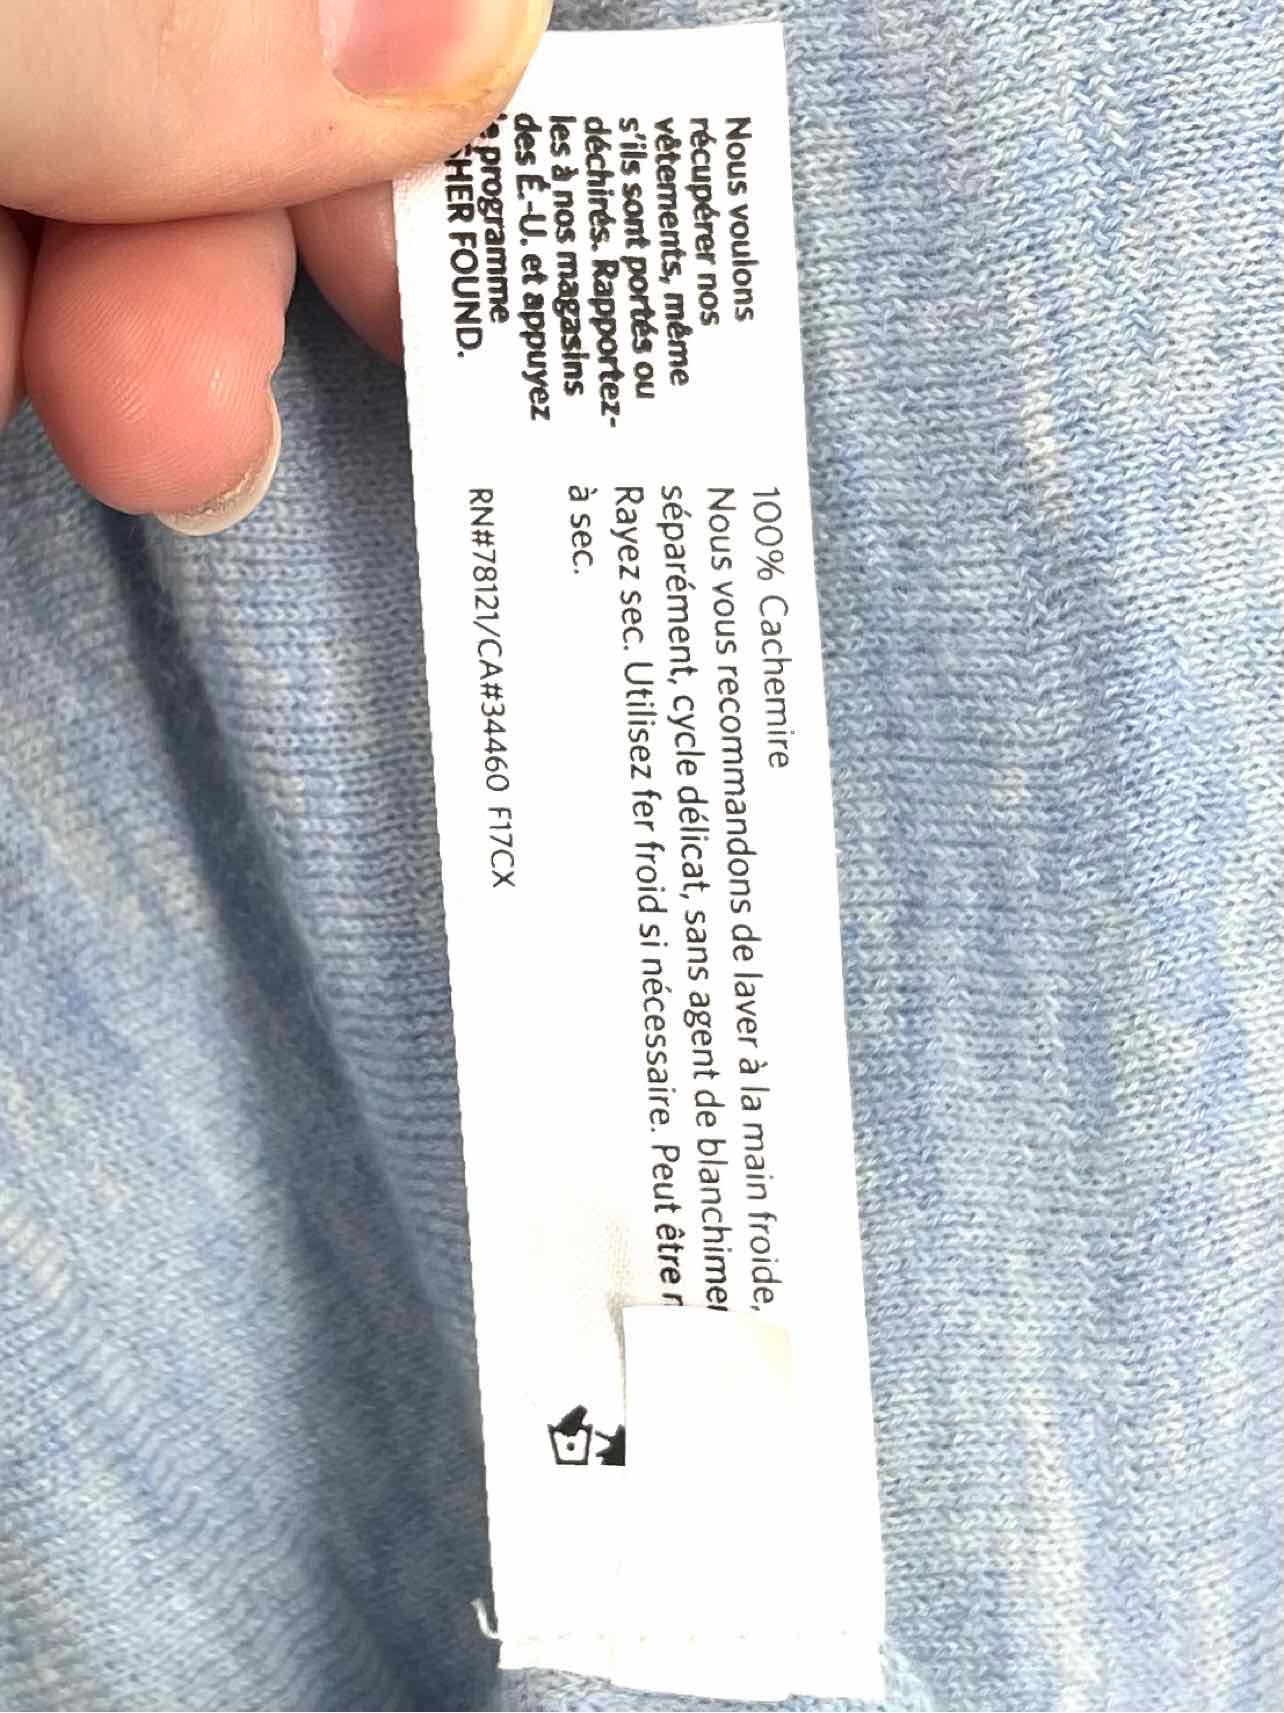 Nous voulons
récupérer nos
vêtements, même
s'ils sont portés ou
déchirés. Rapportez-
les à nos magasins
des É.-U. et appuyez
programme
FOUND.
100% Cachemire
Nous vous recommandons de laver à la main froide,
séparément, cycle délicat, sans agent de
Rayez sec. Utilisez fer froid si nécessaire. Peut être
à sec.
RN#78121/CA#34460 F17CX